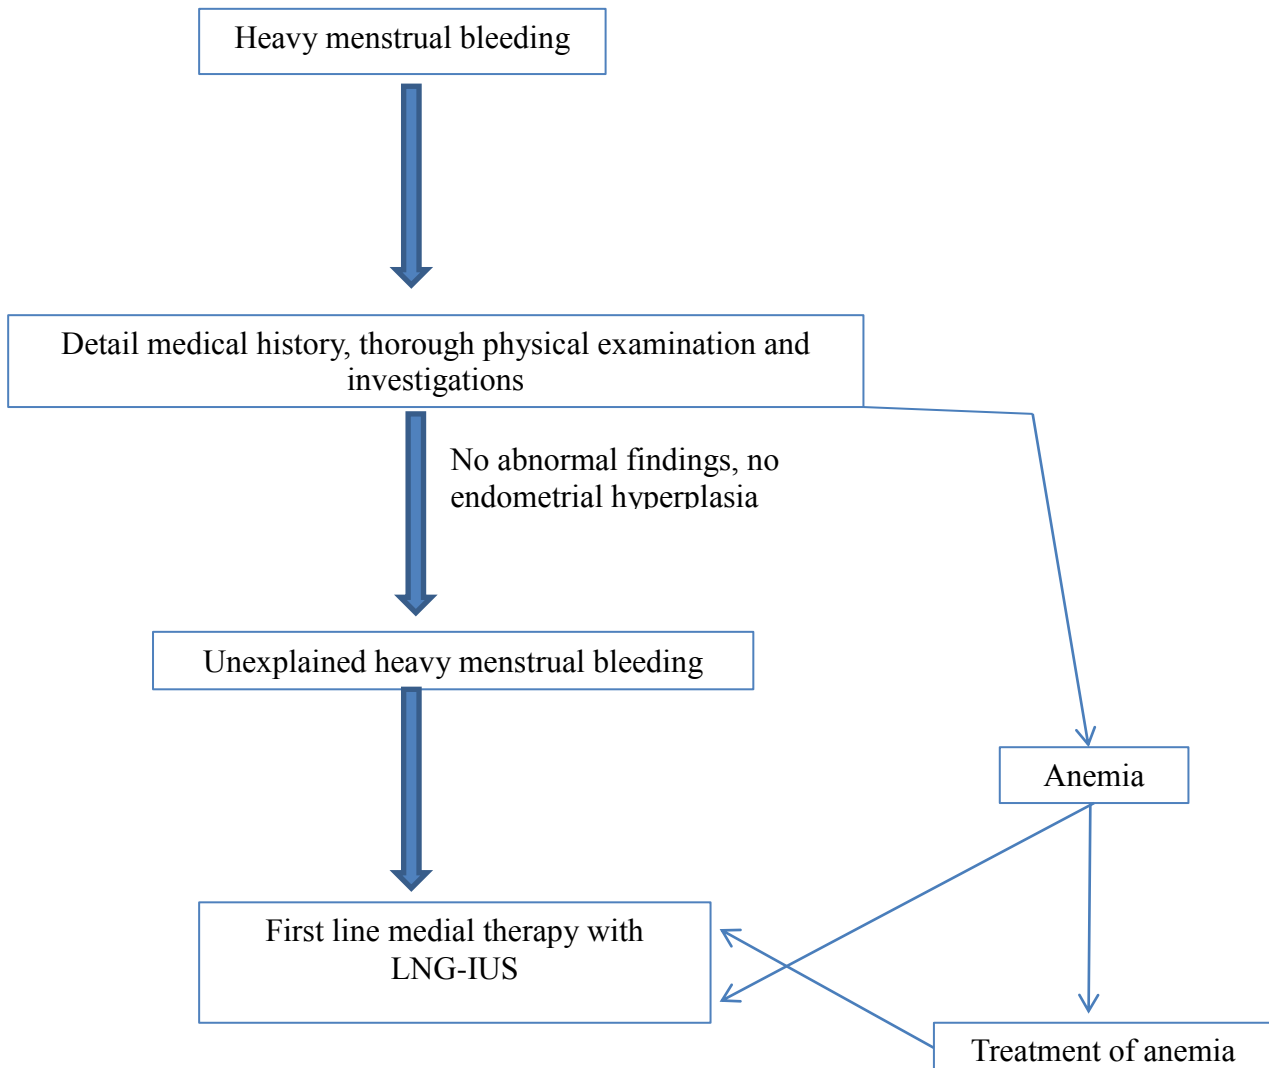 Heavy menstrual bleeding
Detail medical history, thorough physical examination and
investigations
No abnormal findings, no
endometrial hyperplasia
Unexplained heavy menstrual bleeding
Anemia
First line medial therapy with
LNG-IUS
Treatment of anemia